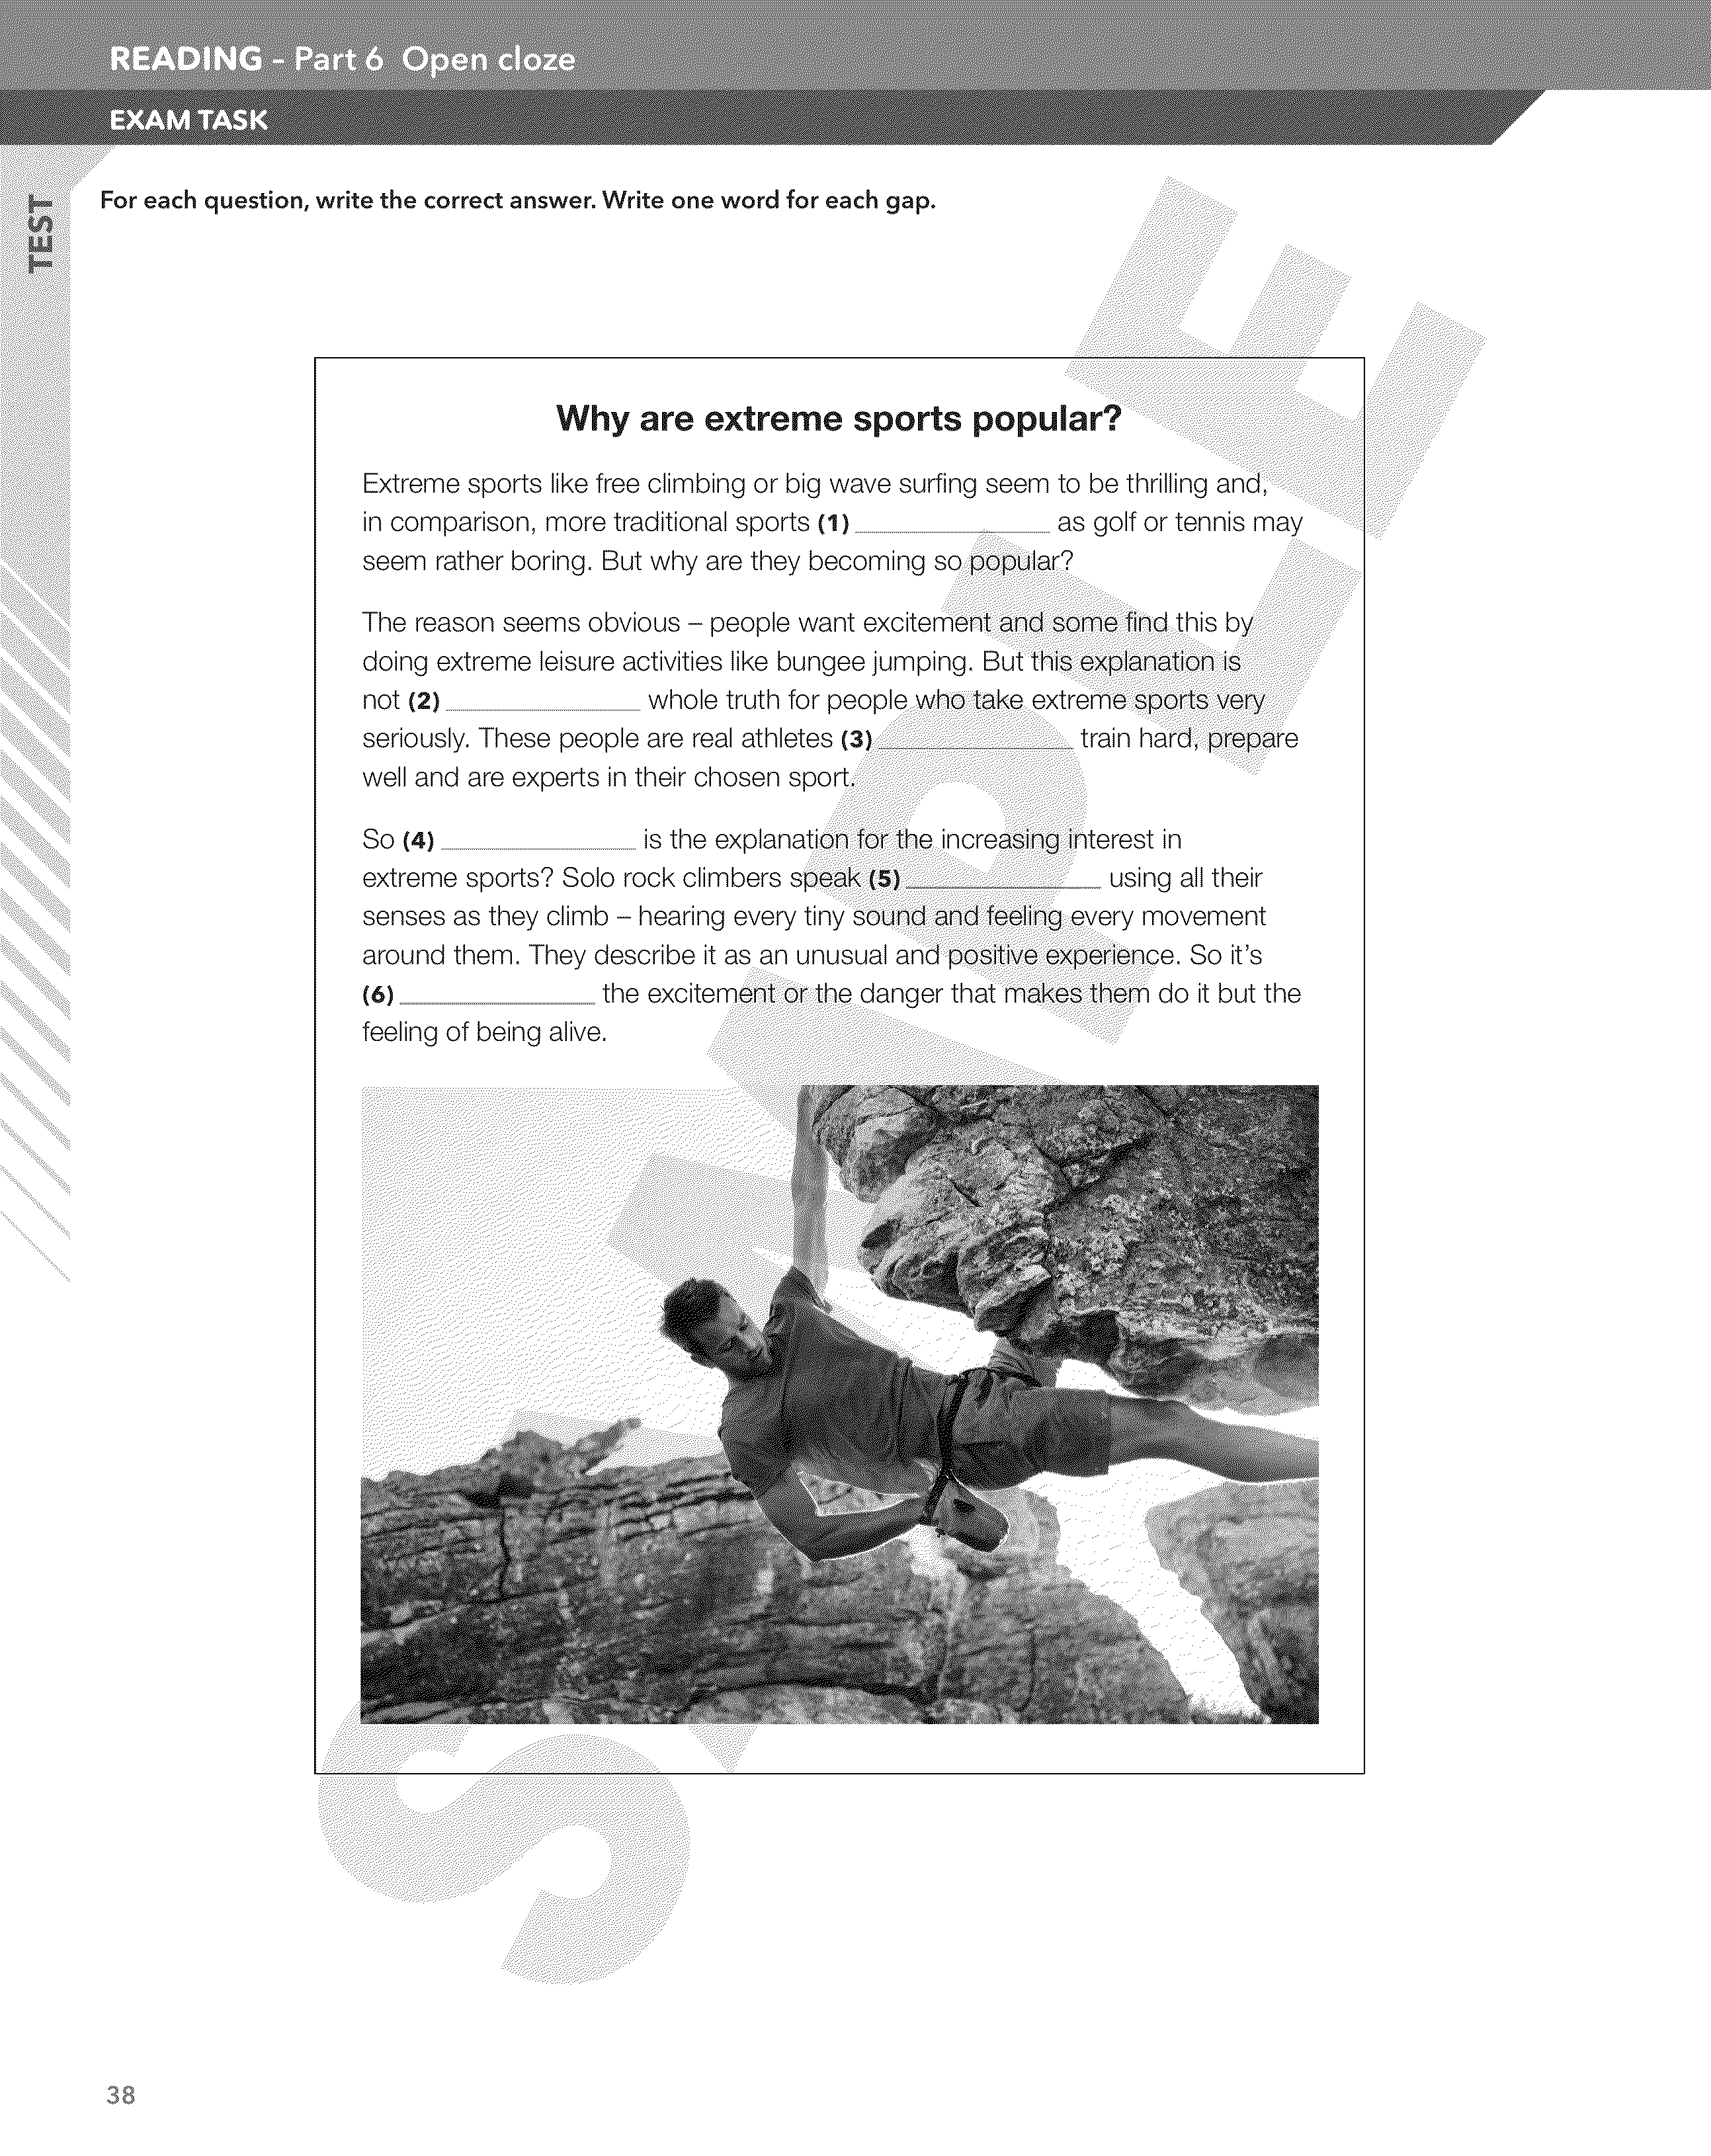 READING - Part 6 Open cloze
EXAM TASK
TEST
For each question, write the correct answer. Write one word for each gap.
Why are extreme sports popular?
Extreme sports like free climbing or big wave surfing seem to be thrilling and,
in comparison, more traditional sports (1) as golf or tennis may
seem rather boring. But why are they becoming so popular?
The reason seems obvious – people want excitement and some find this by
doing extreme leisure activities like bungee jumping. But this explanation is
not (2) whole truth for people who take extreme sports very
seriously. These people are real athletes (3) train hard, prepare
well and are experts in their chosen sport.
So (4) is the explanation for the increasing interest in
extreme sports? Solo rock climbers speak (5) using all their
senses as they climb – hearing every tiny sound and feeling every movement
around them. They describe it as an unusual and positive experience. So it's
(6) the excitement or the danger that makes them do it but the
feeling of being alive.
SAMPLE
38